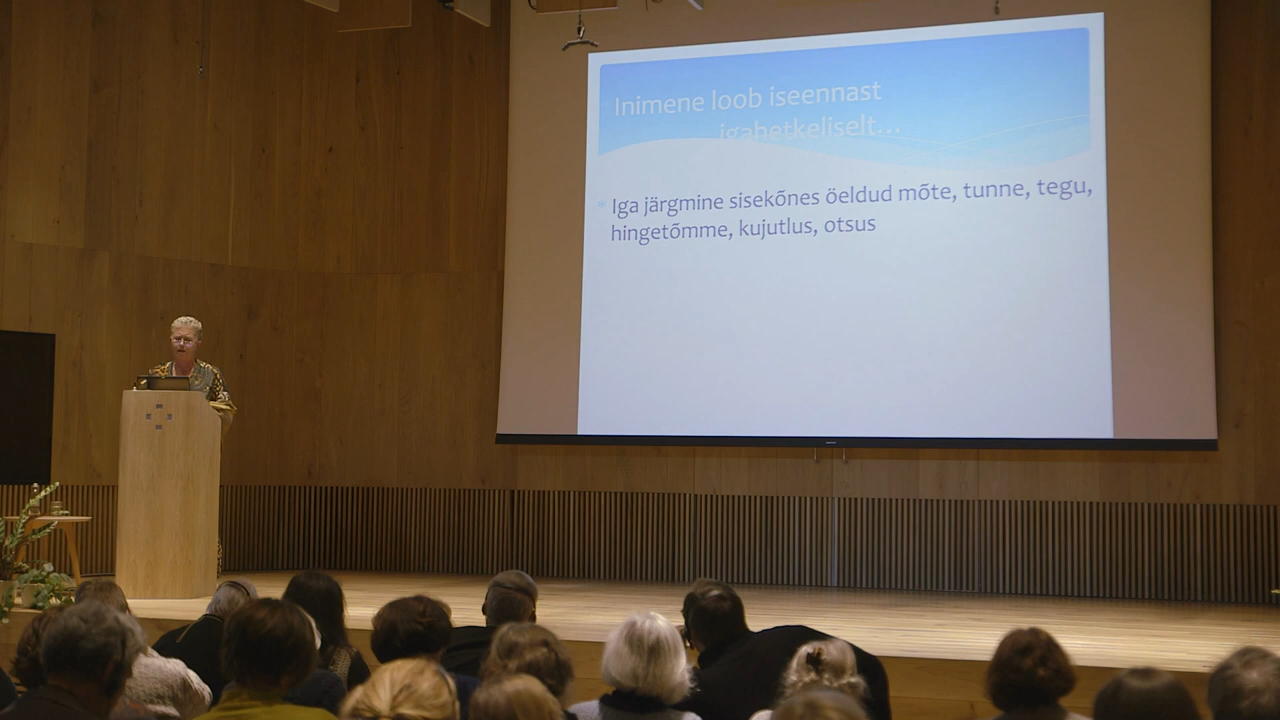 Inimene loob iseennast
igahetkeliselt...
* Iga järgmine sisekõnes öeldud mõte, tunne, tegu,
hingetõmme, kujutlus, otsus